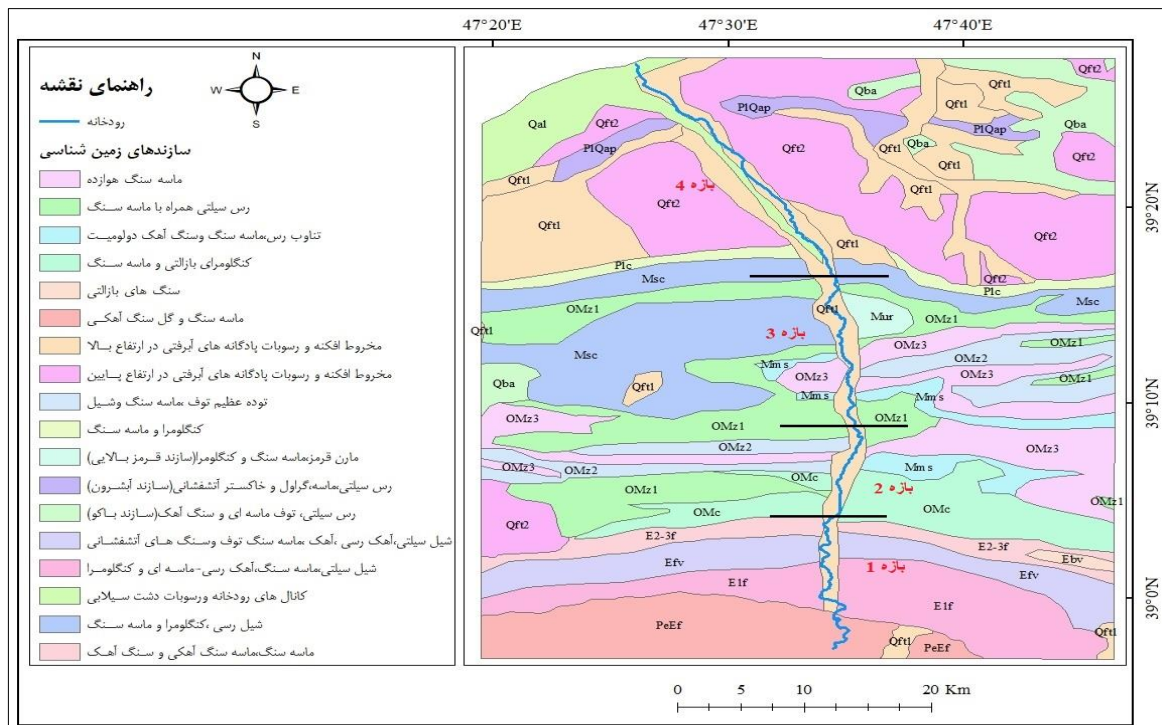 47°20'E 47°30'E 47°40'E
راهنمای نقشه
N
W E
S
رودخانه
سازندهای زمین شناسی
ماسه سنگ هوازده
رس سیلتی همراه با ماسه سنگ
تناوب رس،ماسه سنگ وسنگ آهک دولومیت
کنگلومرای بازالتی و ماسه سنگ
سنگ های بازالتی
ماسه سنگ و گل سنگ آهکی
مخروط افکنه و رسوبات پادگانه های آبرفتی در ارتفاع بالا
مخروط افکنه و رسوبات پادگانه های آبرفتی در ارتفاع پایین
توده عظیم توف ،ماسه سنگ وشیل
کنگلومرا و ماسه سنگ
مارن قرمز،ماسه سنگ و کنگلومرا(سازند قرمز بالایی)
رس سیلتی،ماسه،گراول و خاکستر آتشفشانی(سازند آبشرون)
رس سیلتی، توف ماسه ای و سنگ آهک(سازند باکو)
شیل سیلتی،آهک رسی ،آهک ،ماسه سنگ توف وسنگ های آتشفشانی
شیل سیلتی،ماسه سنگ،آهک رسی-ماسه ای و کنگلومرا
کانال های رودخانه ورسوبات دشت سیلابی
شیل رسی ،کنگلومرا و ماسه سنگ
ماسه سنگ،ماسه سنگ آهکی و سنگ آهک
Qft2
Qba Qft1
Qal Qft2 PlQap Qft1 PlQap Qba
PlQap Qft2 Qft1 Qba Qft2
Qft1
Qft1 Qft1
بازه 4
Qft2
39°20'N
Qft1 Qft1 Qft2
Plc Qft2
Msc Plc
Msc
OMz1 Qft1 Mur OMz1
Qft1
بازه 3
Msc OMz3 OMz1
Mms OMz2
Qba Qft1 OMz3 OMz3 OMz1
Mms Mms
39°10'N
OMz3 OMz1 OMz1
OMz2
OMz3 OMz2 OMc Mms
OMz1 بازه 2
OMz1
OMc OMc
Qft2
E2-3f E2-3f
Ebv
Efv بازه 1 Efv
E1f E1f
39°0'N
PeEf Qft1 PeEf Qft1
0 5 10 20 Km